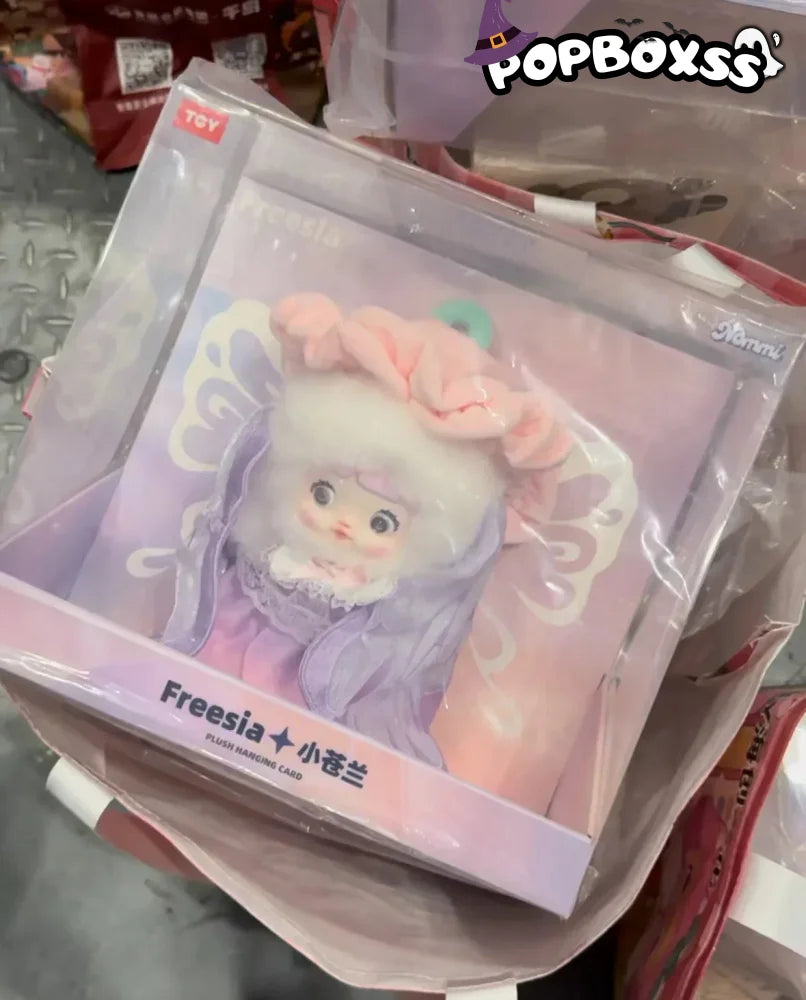 POPBOXSS
TOY
Freesia
Nommi
Freesia 小苍兰
PLUSH HANGING CARD